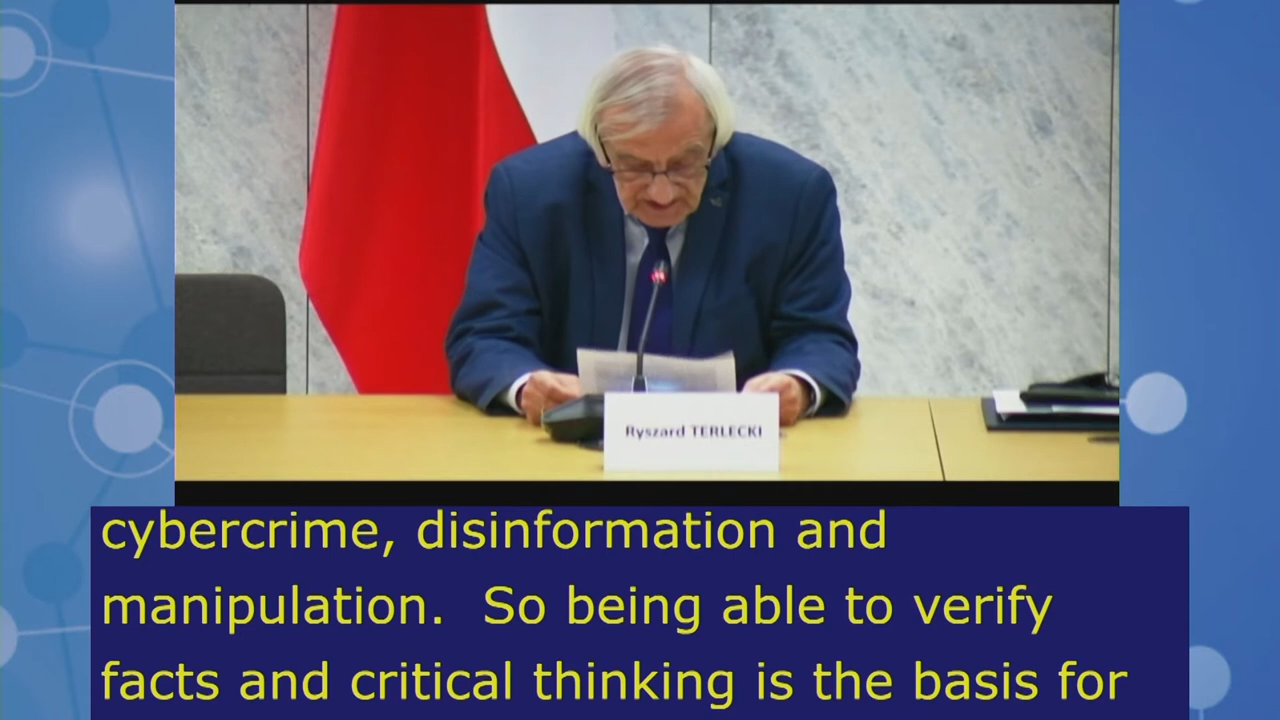 Ryszard TERLECKI
cybercrime, disinformation and
manipulation.  So being able to verify
facts and critical thinking is the basis for